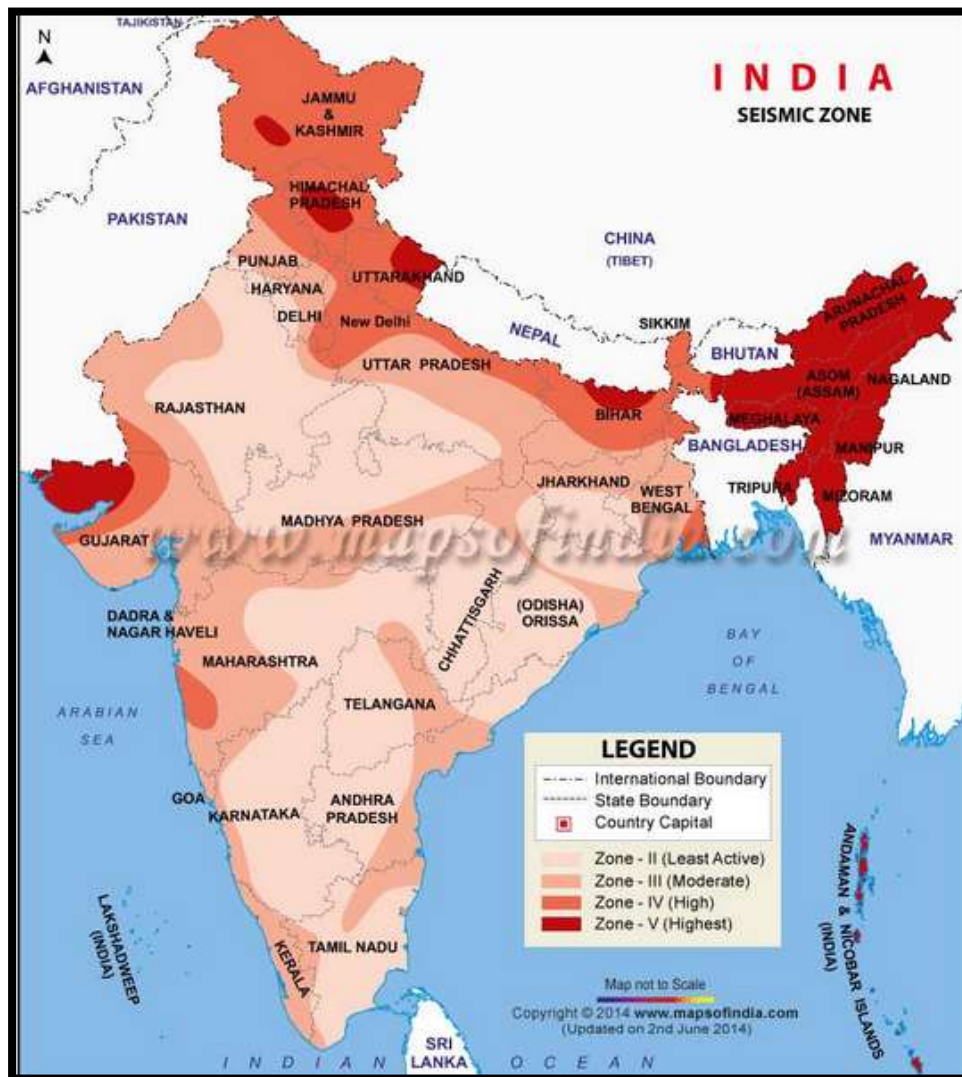 TAJIKISTAN
N
AFGHANISTAN
INDIA
SEISMIC ZONE
JAMMU
&
KASHMIR
HIMACHAL
PRADESH
PAKISTAN
CHINA
(TIBET)
PUNJAB
UTTARAKHAND
HARYANA
DELHI
New Delhi
NEPAL
SIKKIM
ARUNACHAL
PRADESH
BHUTAN
UTTAR PRADESH
ASOM
(ASSAM)
NAGALAND
RAJASTHAN
BIHAR
MEGHALAYA
BANGLADESH
MANIPUR
JHARKHAND
WEST
BENGAL
TRIPURA
MIZORAM
MADHYA PRADESH
GUJARAT
www.mapsofindia.com
MYANMAR
CHHATTISGARH
(ODISHA)
ORISSA
DADRA &
NAGAR HAVELI
BAY
OF
BENGAL
MAHARASHTRA
ARABIAN
SEA
TELANGANA
LEGEND
International Boundary
State Boundary
Country Capital
Zone - II (Least Active)
Zone - III (Moderate)
Zone - IV (High)
Zone - V (Highest)
GOA
KARNATAKA
ANDHRA
PRADESH
LAKSHADWEEP
(INDIA)
KERALA
TAMIL NADU
ANDAMAN & NICOBAR ISLANDS
(INDIA)
Map not to Scale
Copyright © 2014 www.mapsofindia.com
(Updated on 2nd June 2014)
SRI
LANKA
INDIAN OCEAN